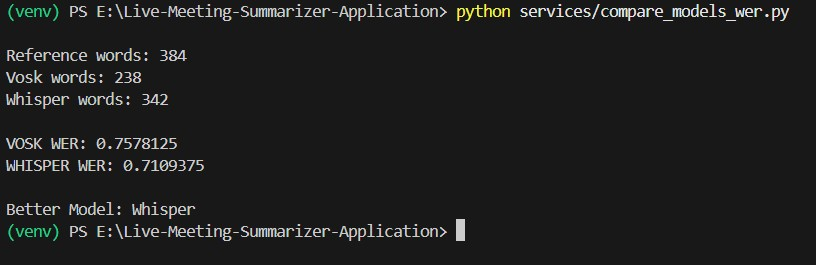 (venv) PS E:\Live-Meeting-Summarizer-Application> python services/compare_models_wer.py
Reference words: 384
Vosk words: 238
Whisper words: 342
VOSK WER: 0.7578125
WHISPER WER: 0.7109375
Better Model: Whisper
(venv) PS E:\Live-Meeting-Summarizer-Application>